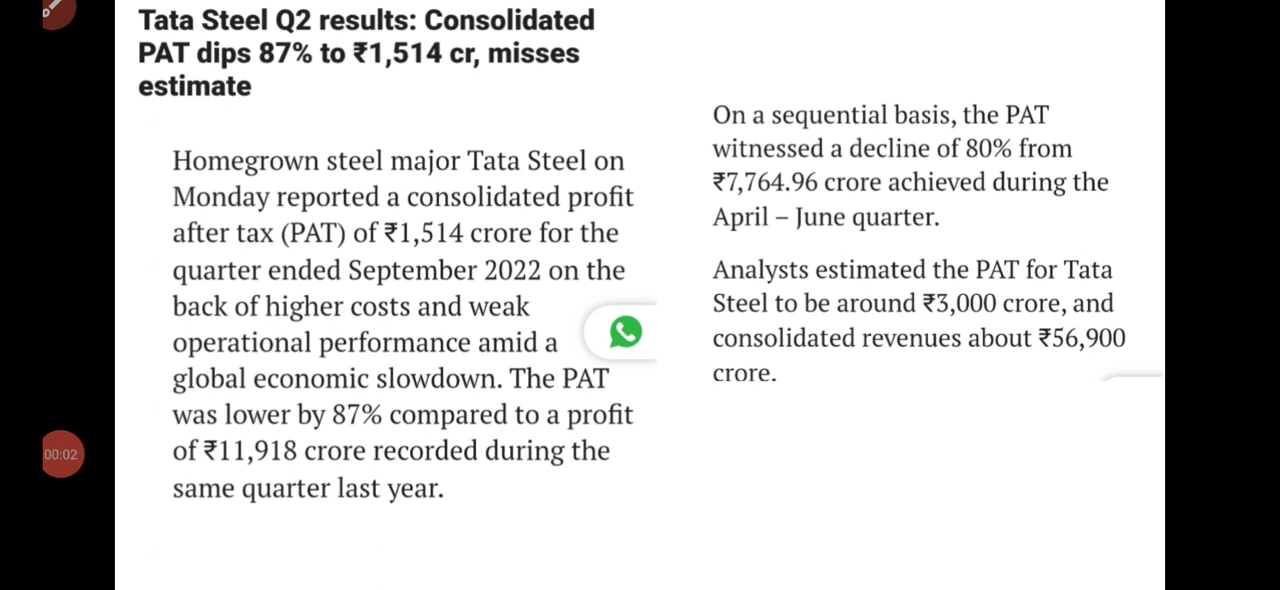 Tata Steel Q2 results: Consolidated
PAT dips 87% to ₹1,514 cr, misses
estimate
Homegrown steel major Tata Steel on
Monday reported a consolidated profit
after tax (PAT) of ₹1,514 crore for the
quarter ended September 2022 on the
back of higher costs and weak
operational performance amid a
global economic slowdown. The PAT
was lower by 87% compared to a profit
of ₹11,918 crore recorded during the
same quarter last year.
On a sequential basis, the PAT
witnessed a decline of 80% from
₹7,764.96 crore achieved during the
April – June quarter.
Analysts estimated the PAT for Tata
Steel to be around ₹3,000 crore, and
consolidated revenues about ₹56,900
crore.
00:02